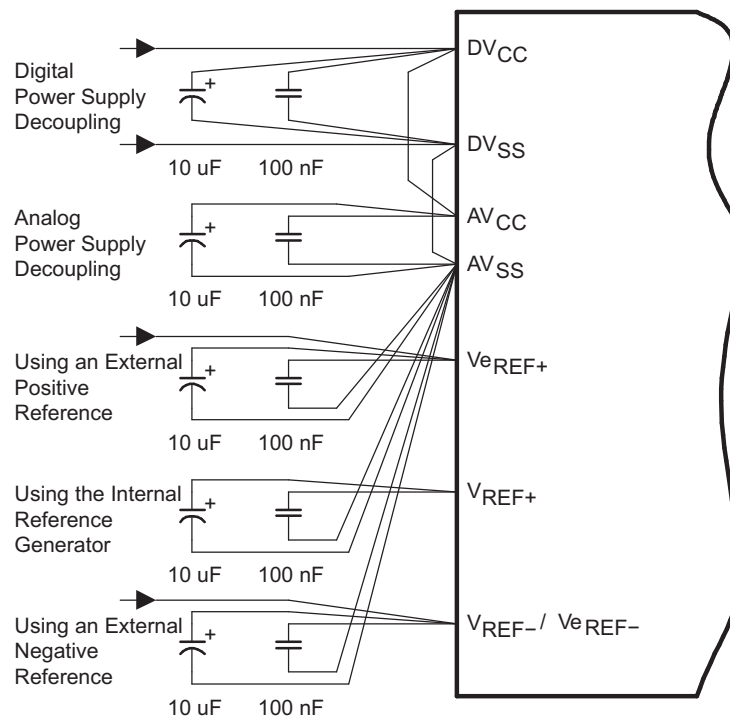 DVCC
Digital
Power Supply
Decoupling
+
DVSS
10 uF 100 nF
Analog
Power Supply
Decoupling
+
AVCC
AVSS
10 uF 100 nF
Using an External
Positive
Reference
+
VeREF+
10 uF 100 nF
Using the Internal
Reference
Generator
+
VREF+
10 uF 100 nF
Using an External
Negative
Reference
+
VREF− / VeREF−
10 uF 100 nF